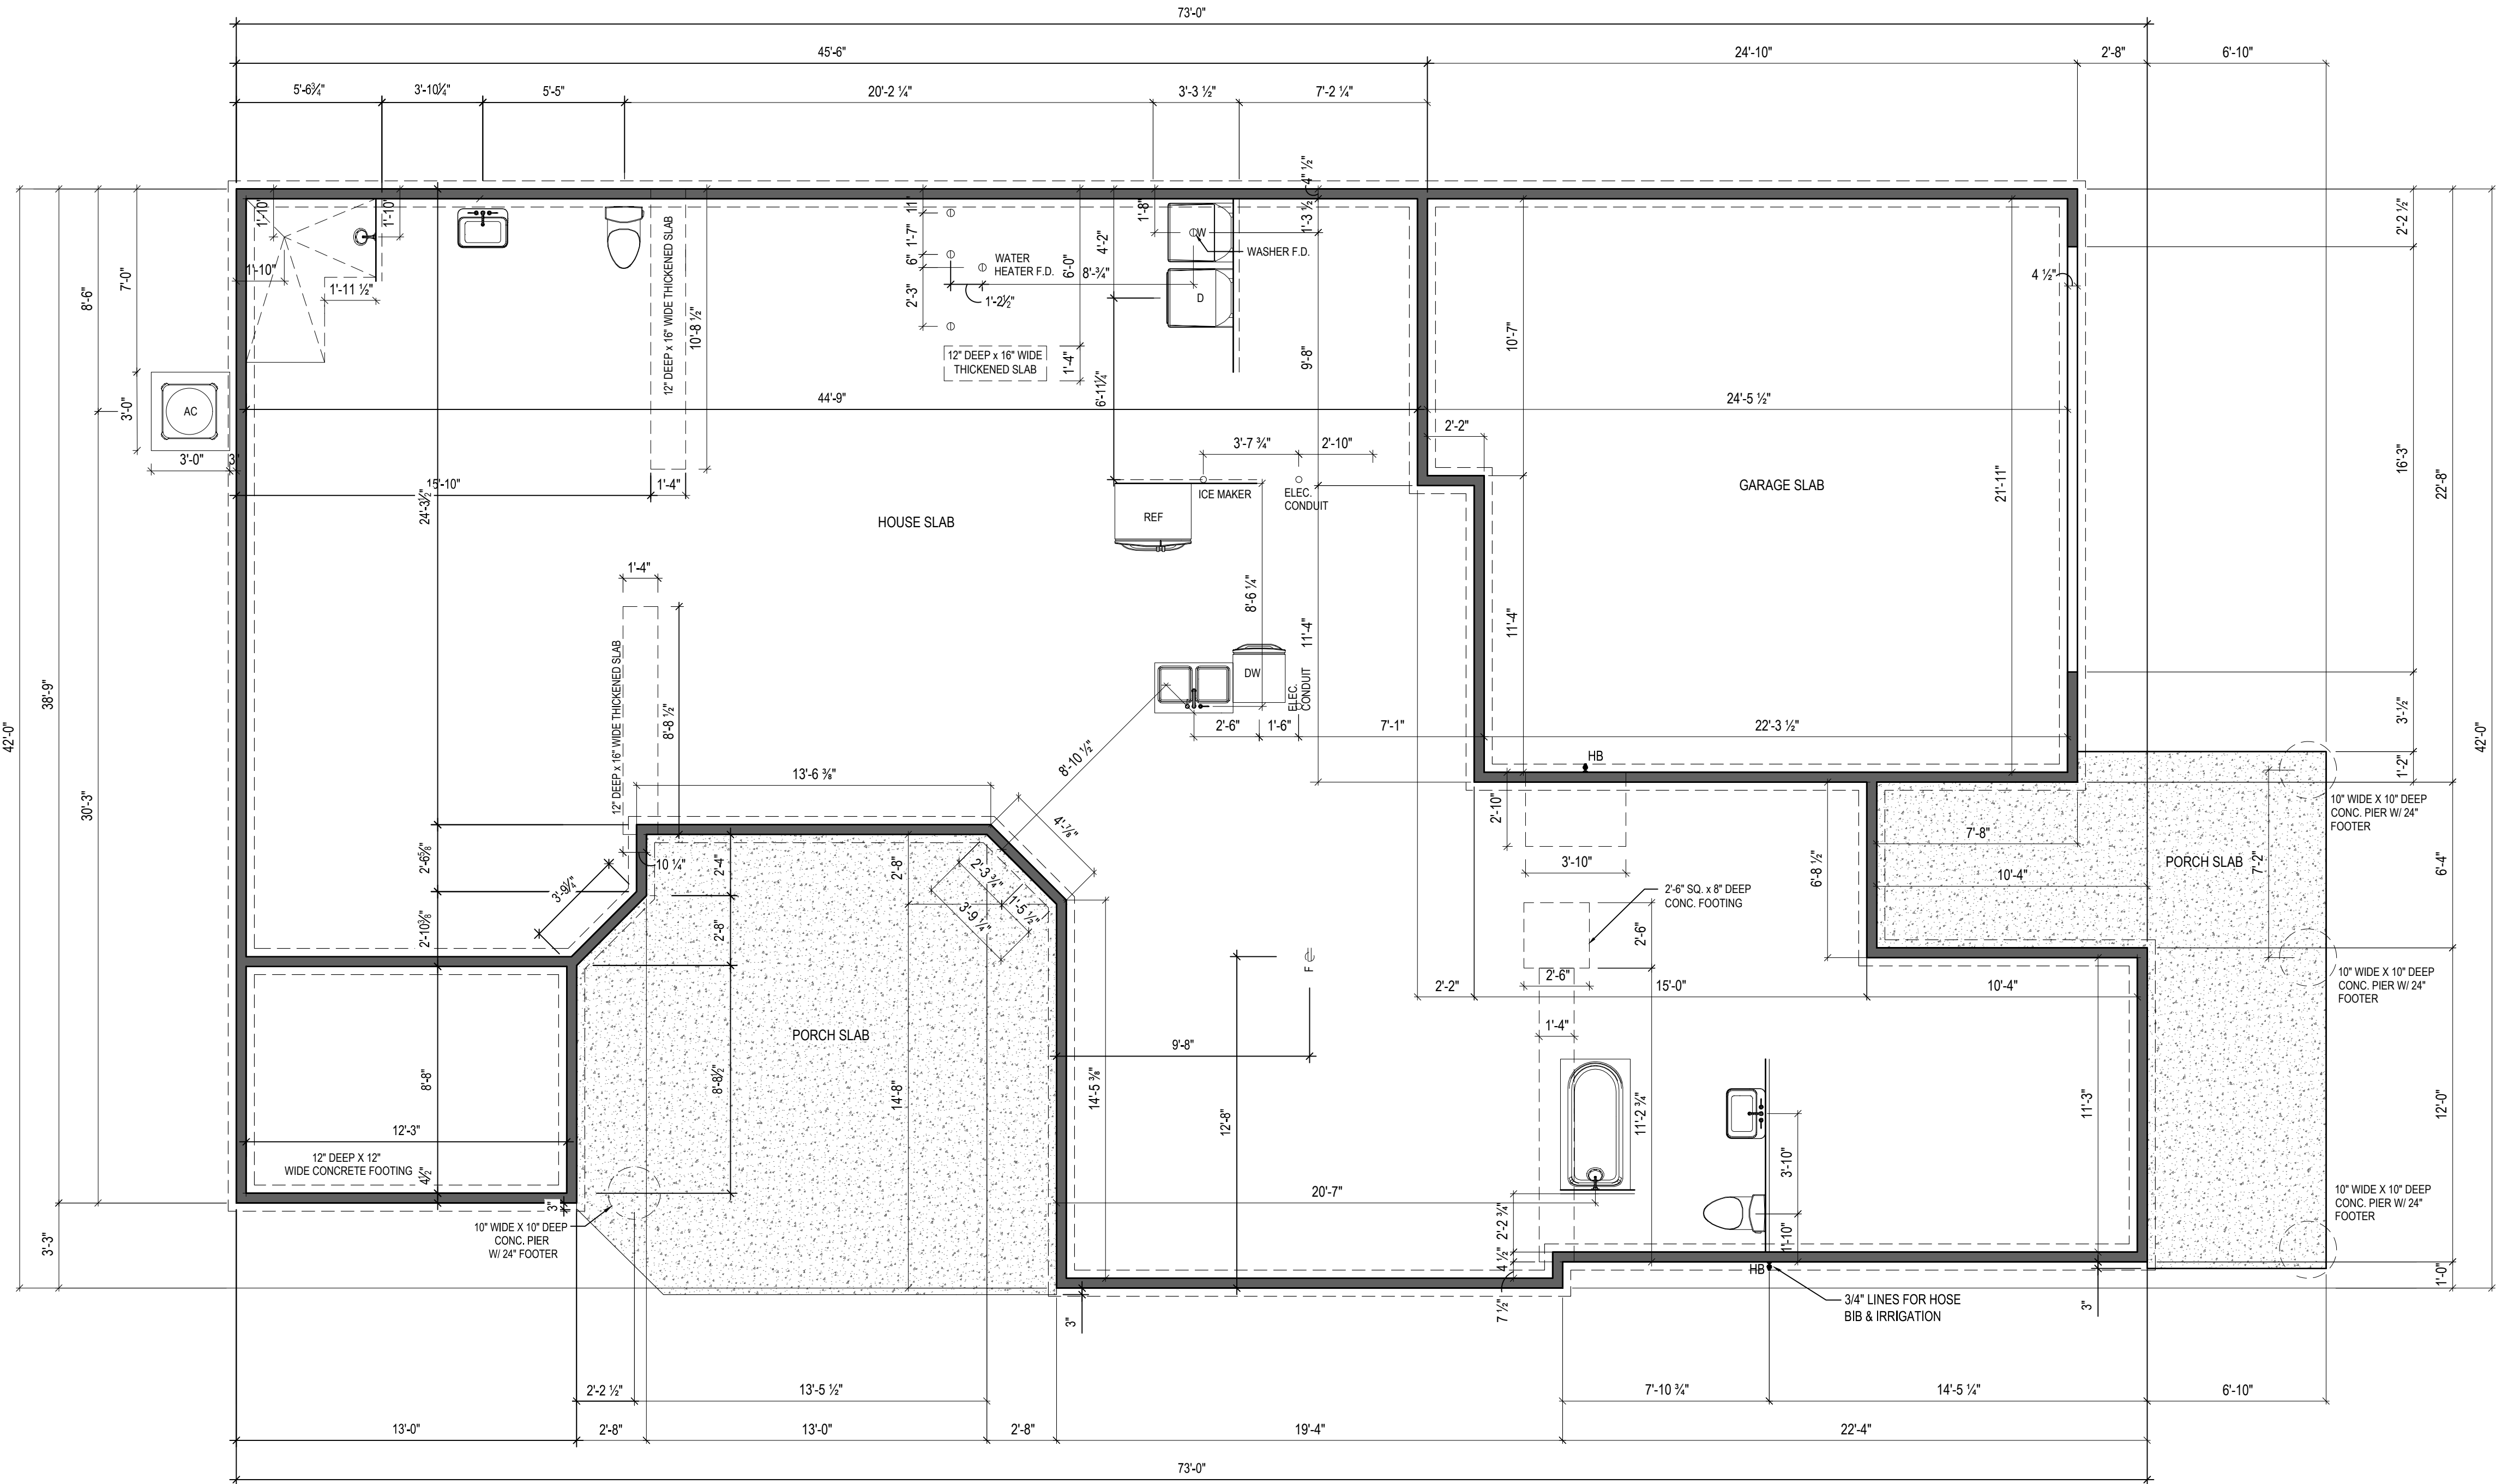 73'-0"
45'-6"
24'-10"
2'-8"
6'-10"
5'-6¾"
3'-10¼"
5'-5"
20'-2 ¼"
3'-3 ½"
7'-2 ¼"
4" ½"
1'-3 ½"
1'-10"
1'-10"
1'-10"
1'-11 ½"
12" DEEP x 16" WIDE THICKENED SLAB
10'-8 ½"
11"
1'-7"
6"
2'-3"
WATER
HEATER F.D.
1'-2½"
8'-¾"
6'-0"
1'-4"
4'-2"
6'-11¼"
1'-8"
W
WASHER F.D.
D
9'-8"
12" DEEP x 16" WIDE
THICKENED SLAB
2'-2 ½"
4 ½"
16'-3"
22'-8"
7'-0"
8'-6"
3'-0"
AC
3'-0"
3"
44'-9"
24'-5 ½"
10'-7"
2'-2"
3'-7 ¾"
2'-10"
15'-10"
1'-4"
24'-3½"
ICE MAKER
ELEC.
CONDUIT
REF
GARAGE SLAB
21'-11"
HOUSE SLAB
1'-4"
8'-6 ¼"
11'-4"
11'-4"
12" DEEP x 16" WIDE THICKENED SLAB
8'-8 ½"
DW
ELEC.
CONDUIT
2'-6"
1'-6"
7'-1"
22'-3 ½"
3'-½"
1'-2"
42'-0"
38'-9"
30'-3"
42'-0"
13'-6 ⅜"
8'-10 ½"
HB
4'-⅞"
2'-10"
3'-10"
7'-8"
10" WIDE X 10" DEEP
CONC. PIER W/ 24"
FOOTER
PORCH SLAB
7'-2"
6'-4"
10'-4"
6'-8 ½"
2'-6⅝"
10 ¼"
2'-4"
2'-8"
2'-3 ¾"
1'-5 ½"
3'-9 ¼"
3'-9¼"
2'-10⅜"
2'-8"
2'-6" SQ. x 8" DEEP
CONC. FOOTING
2'-6"
2'-6"
F
2'-2"
15'-0"
10'-4"
10" WIDE X 10" DEEP
CONC. PIER W/ 24"
FOOTER
1'-4"
PORCH SLAB
9'-8"
14'-5 ⅜"
8'-8"
8'-8½"
14'-8"
12'-8"
11'-2 ¾"
11'-3"
12'-0"
12'-3"
12" DEEP X 12"
WIDE CONCRETE FOOTING
4½"
3'-10"
20'-7"
10" WIDE X 10" DEEP
CONC. PIER W/ 24"
FOOTER
3"
10" WIDE X 10" DEEP
CONC. PIER
W/ 24" FOOTER
3'-3"
2'-2 ¾"
4 ½"
7 ½"
1'-10"
HB
3/4" LINES FOR HOSE
BIB & IRRIGATION
3"
3"
1'-0"
2'-2 ½"
13'-5 ½"
7'-10 ¾"
14'-5 ¼"
6'-10"
13'-0"
2'-8"
13'-0"
2'-8"
19'-4"
22'-4"
73'-0"